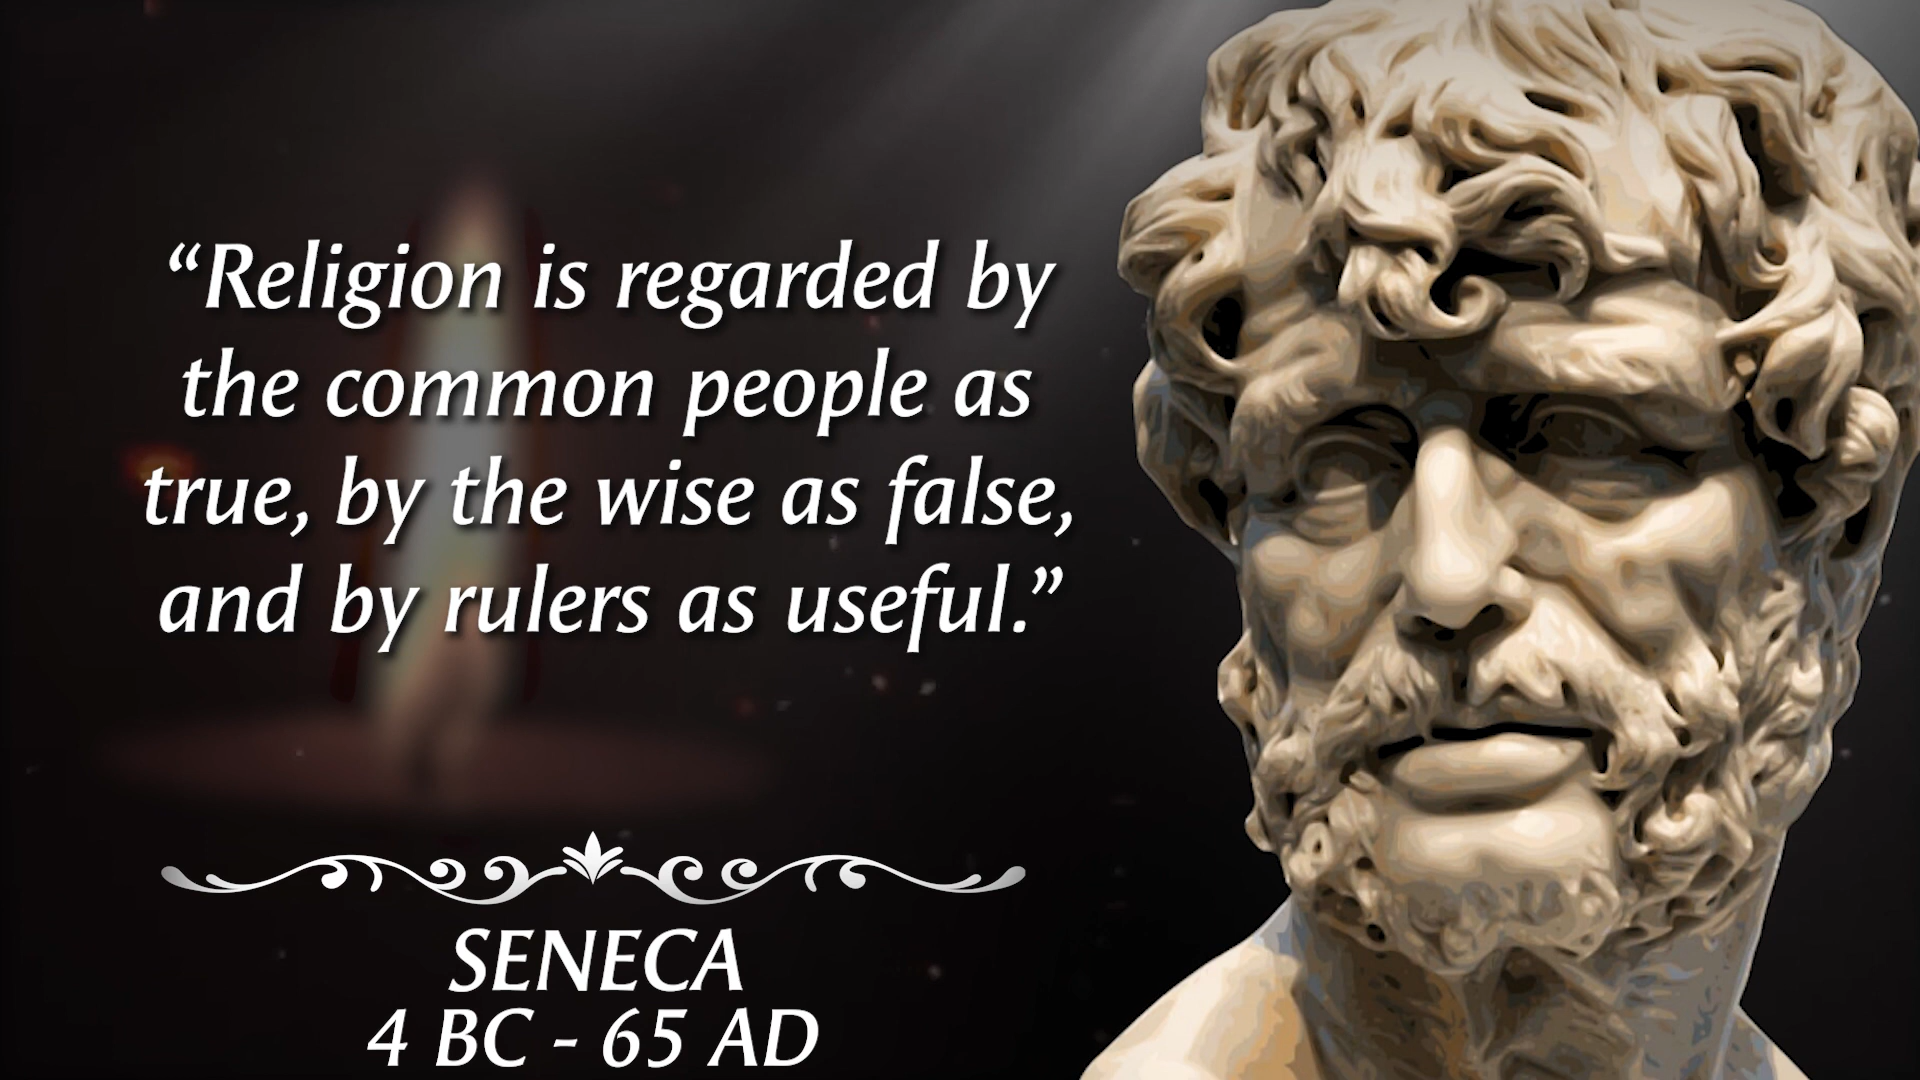 “Religion is regarded by
the common people as
true, by the wise as false,
and by rulers as useful.”
SENECA
4 BC - 65 AD